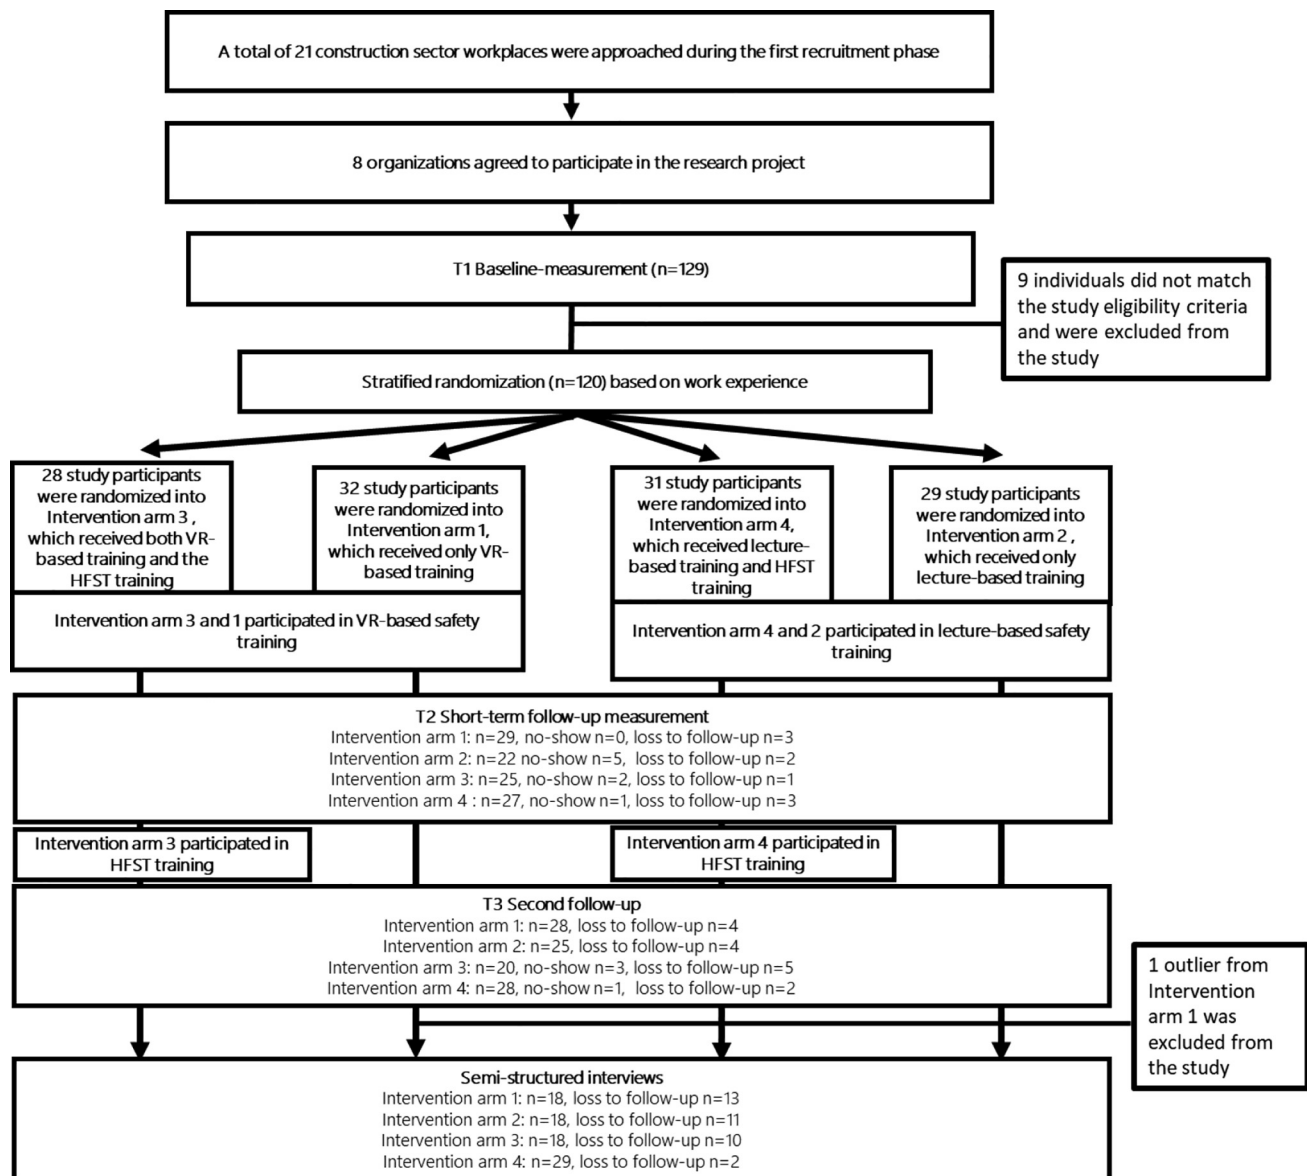 A total of 21 construction sector workplaces were approached during the first recruitment phase
8 organizations agreed to participate in the research project
T1 Baseline-measurement (n=129)
9 individuals did not match
the study eligibility criteria
and were excluded from
the study
Stratified randomization (n=120) based on work experience
28 study participants
were randomized into
Intervention arm 3 ,
which received both VR-
based training and the
HFST training
32 study participants
were randomized into
Intervention arm 1,
which received only VR-
based training
31 study participants
were randomized into
Intervention arm 4,
which received lecture-
based training and HFST
training
29 study participants
were randomized into
Intervention arm 2 ,
which received only
lecture-based training
Intervention arm 3 and 1 participated in VR-based safety
training
Intervention arm 4 and 2 participated in lecture-based safety
training
T2 Short-term follow-up measurement
Intervention arm 1: n=29, no-show n=0, loss to follow-up n=3
Intervention arm 2: n=22 no-show n=5,  loss to follow-up n=2
Intervention arm 3: n=25, no-show n=2, loss to follow-up n=1
Intervention arm 4 : n=27, no-show n=1, loss to follow-up n=3
Intervention arm 3 participated in
HFST training
Intervention arm 4 participated in
HFST training
T3 Second follow-up
Intervention arm 1: n=28, loss to follow-up n=4
Intervention arm 2: n=25, loss to follow-up n=4
Intervention arm 3: n=20, no-show n=3, loss to follow-up n=5
Intervention arm 4: n=28, no-show n=1,  loss to follow-up n=2
1 outlier from
Intervention
arm 1 was
excluded from
the study
Semi-structured interviews
Intervention arm 1: n=18, loss to follow-up n=13
Intervention arm 2: n=18, loss to follow-up n=11
Intervention arm 3: n=18, loss to follow-up n=10
Intervention arm 4: n=29, loss to follow-up n=2